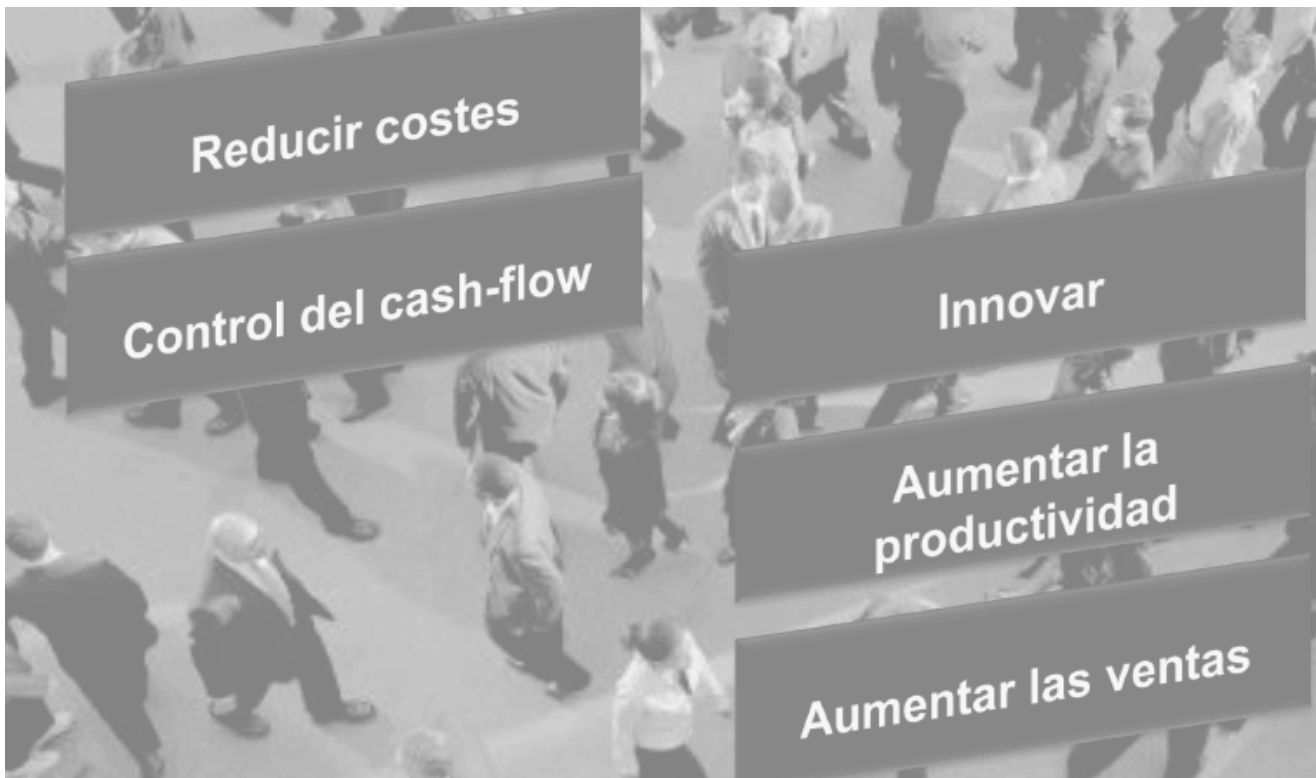 Reducir costes
Control del cash-flow
Innovar
Aumentar la
productividad
Aumentar las ventas